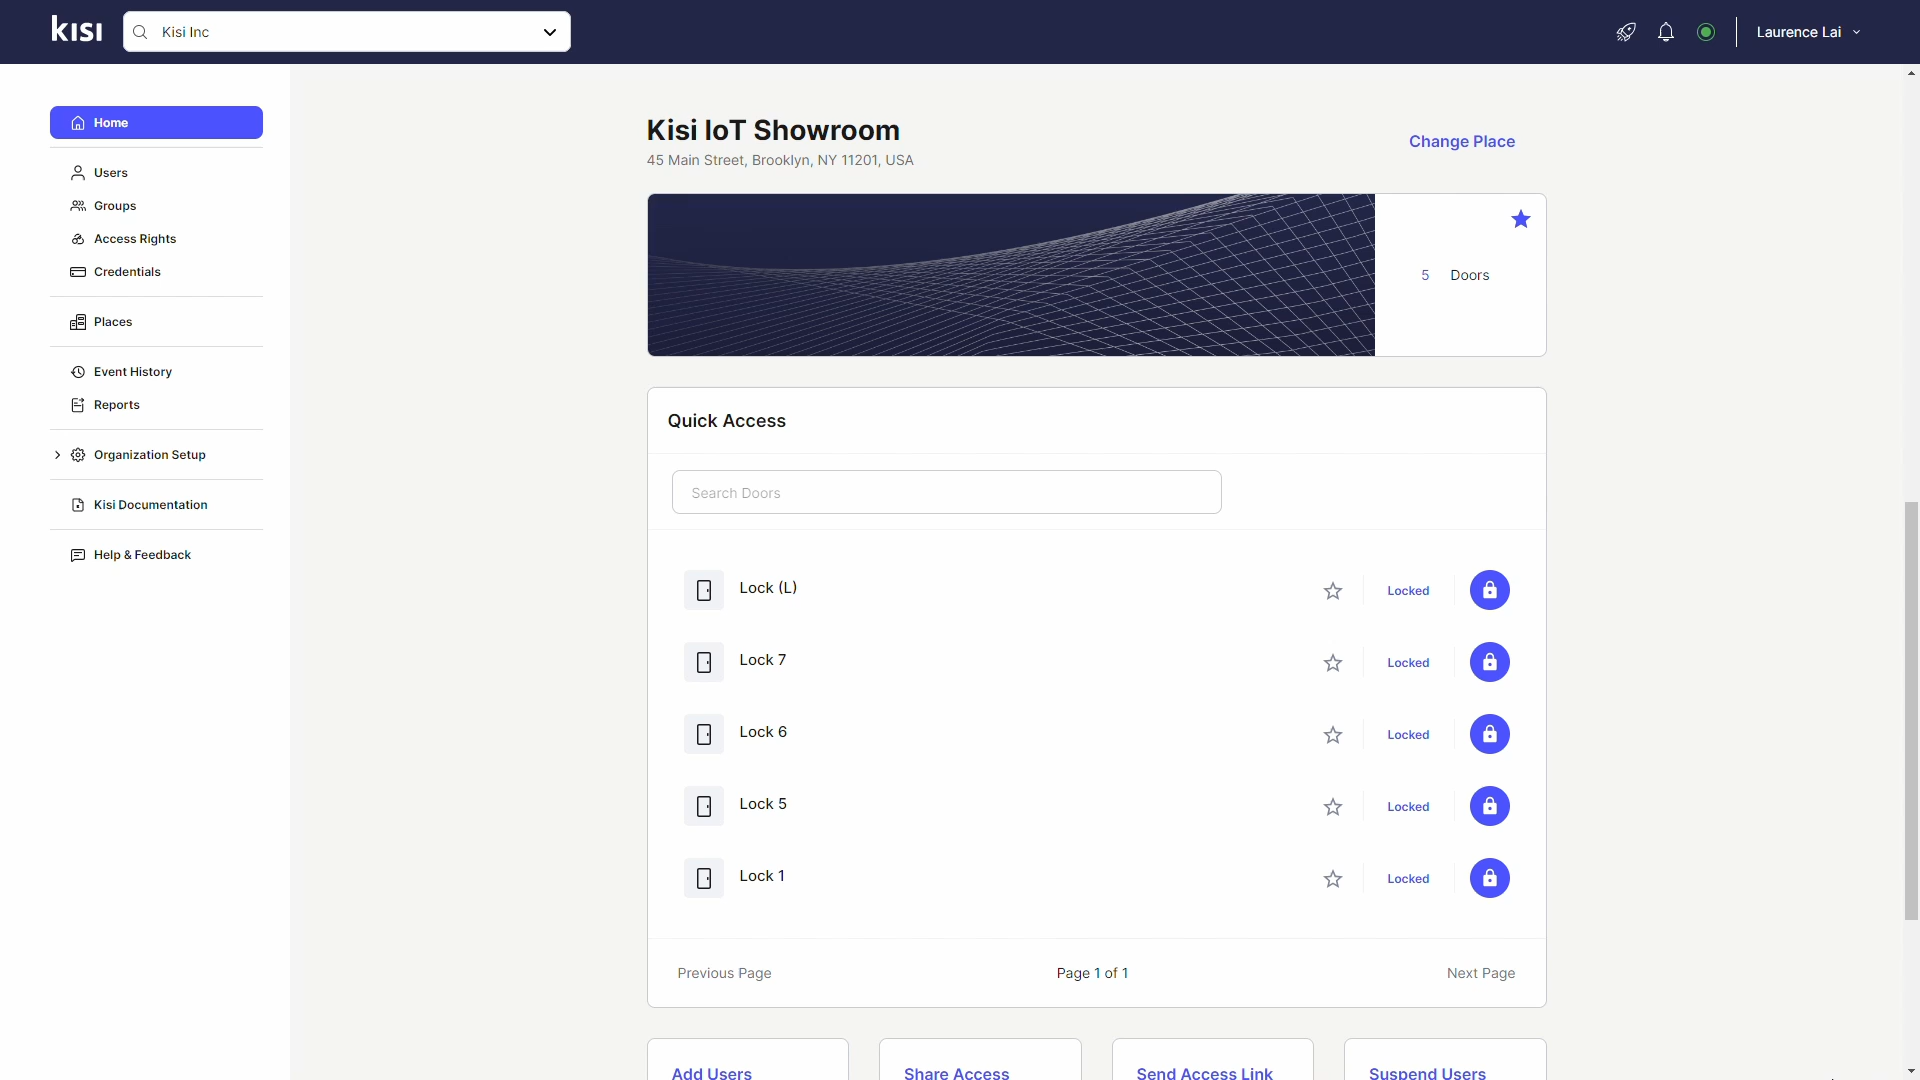 kisi
Kisi Inc
Laurence Lai
Home
Users
Groups
Access Rights
Credentials
Places
Event History
Reports
Organization Setup
Kisi Documentation
Help & Feedback
Kisi IoT Showroom
45 Main Street, Brooklyn, NY 11201, USA
Change Place
5 Doors
Quick Access
Search Doors
Lock (L) Locked
Lock 7 Locked
Lock 6 Locked
Lock 5 Locked
Lock 1 Locked
Previous Page Page 1 of 1 Next Page
Add Users Share Access Send Access Link Suspend Users